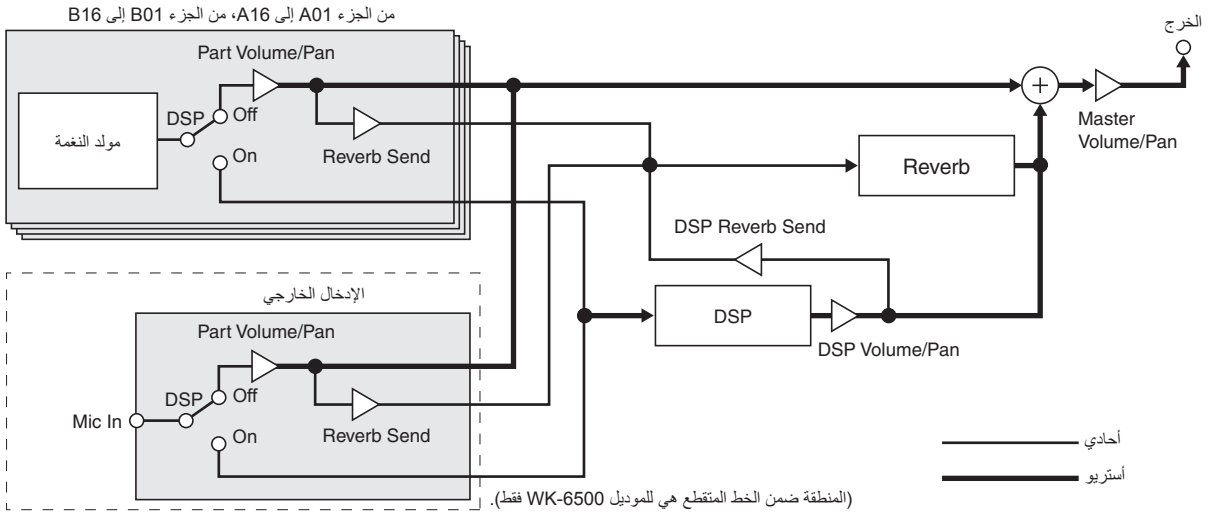 من الجزء A01 إلى A16، من الجزء B01 إلى B16
الخرج
Part Volume/Pan
مولد النغمة
DSP
Off
On
Reverb Send
Master
Volume/Pan
Reverb
DSP Reverb Send
DSP
DSP Volume/Pan
الإدخال الخارجي
Part Volume/Pan
Mic In
DSP
Off
On
Reverb Send
أحادي
أستريو
(المنطقة ضمن الخط المتقطع هي للموديل WK-6500 فقط).